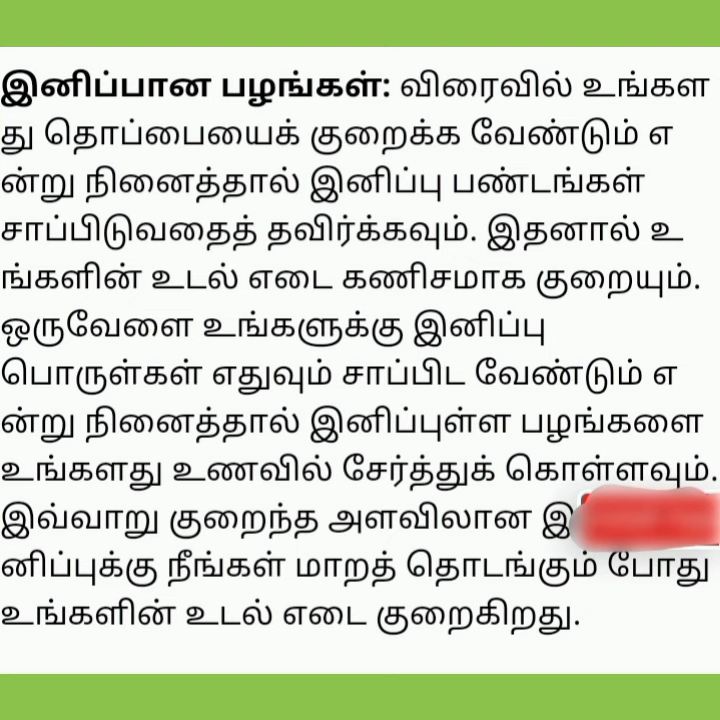 இனிப்பான பழங்கள்: விரைவில் உங்கள
து தொப்பையைக் குறைக்க வேண்டும் எ
ன்று நினைத்தால் இனிப்பு பண்டங்கள்
சாப்பிடுவதைத் தவிர்க்கவும். இதனால் உ
ங்களின் உடல் எடை கணிசமாக குறையும்.
ஒருவேளை உங்களுக்கு இனிப்பு
பொருள்கள் எதுவும் சாப்பிட வேண்டும் எ
ன்று நினைத்தால் இனிப்புள்ள பழங்களை
உங்களது உணவில் சேர்த்துக் கொள்ளவும்.
இவ்வாறு குறைந்த அளவிலான இ
னிப்புக்கு நீங்கள் மாறத் தொடங்கும் போது
உங்களின் உடல் எடை குறைகிறது.